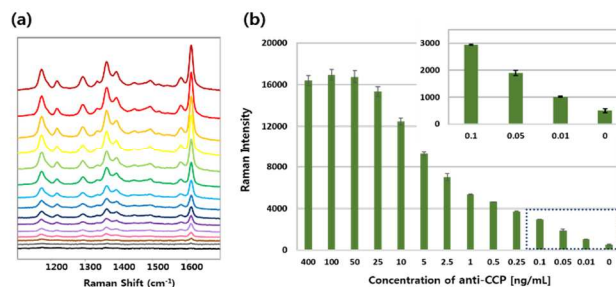 (a)
1200 1300 1400 1500 1600
Raman Shift (cm⁻¹)
(b)
20000
16000
12000
8000
4000
0
Raman Intensity
400 100 50 25 10 5 2.5 1 0.5 0.25 0.1 0.05 0.01 0
Concentration of anti-CCP [ng/mL]
3000
2000
1000
0
0.1 0.05 0.01 0